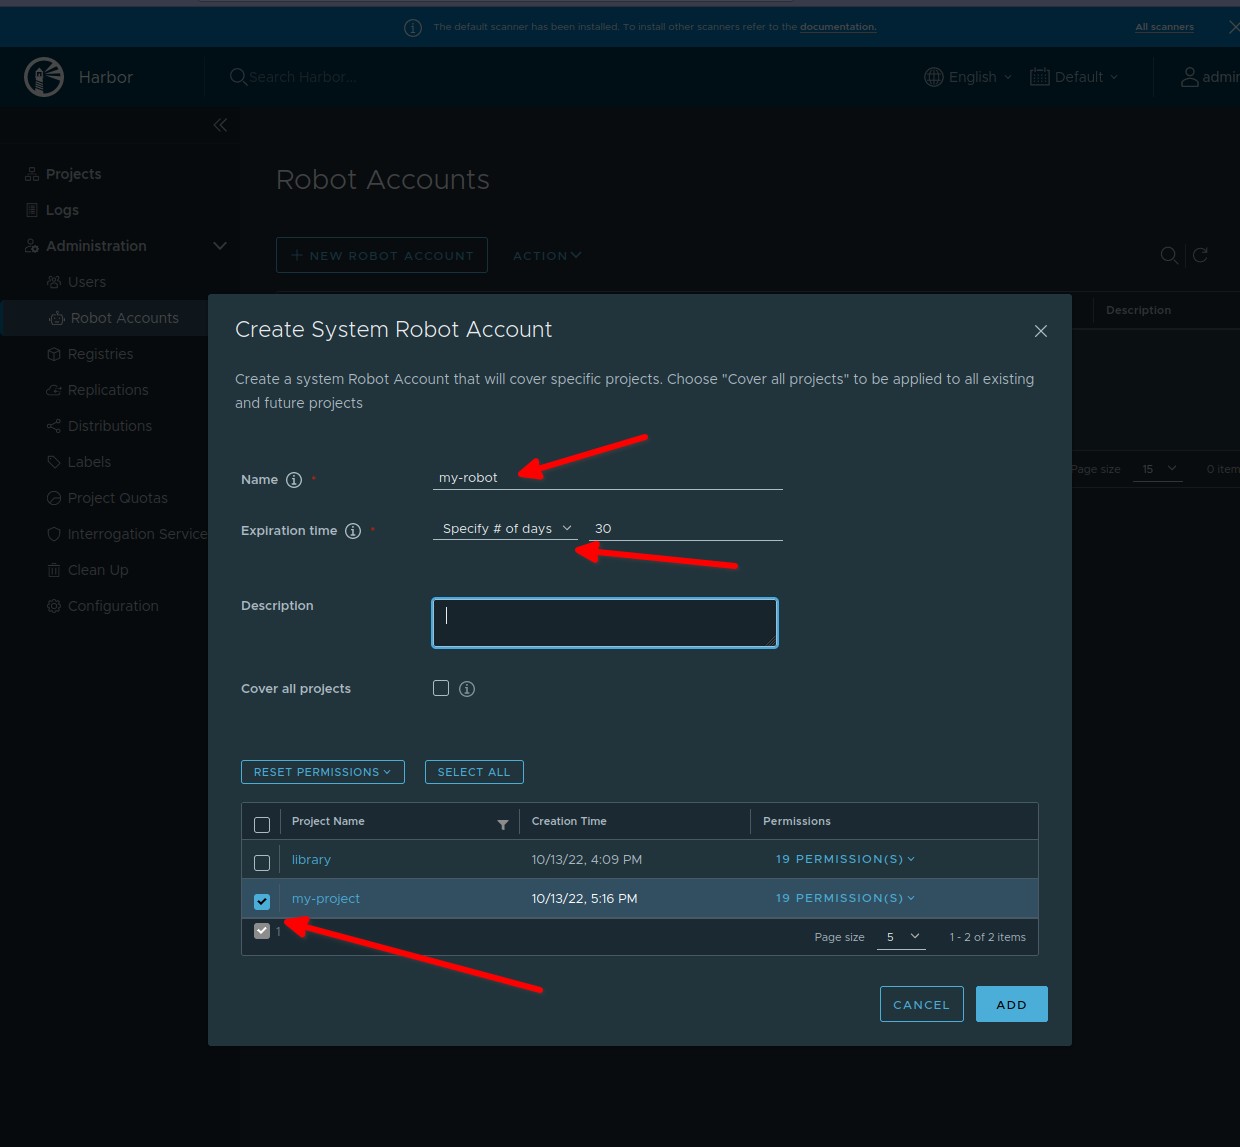 The default scanner has been installed. To install other scanners refer to the documentation.
All scanners
Harbor
Search Harbor...
English
Default
admin
Projects
Logs
Administration
Users
Robot Accounts
Registries
Replications
Distributions
Labels
Project Quotas
Interrogation Service
Clean Up
Configuration
Robot Accounts
+ NEW ROBOT ACCOUNT
ACTION
Description
Page size 15 0 item
Create System Robot Account
Create a system Robot Account that will cover specific projects. Choose "Cover all projects" to be applied to all existing
and future projects
Name * my-robot
Expiration time * Specify # of days 30
Description
Cover all projects
RESET PERMISSIONS SELECT ALL
Project Name Creation Time Permissions
library 10/13/22, 4:09 PM 19 PERMISSION(S)
my-project 10/13/22, 5:16 PM 19 PERMISSION(S)
1 Page size 5 1 - 2 of 2 items
CANCEL ADD